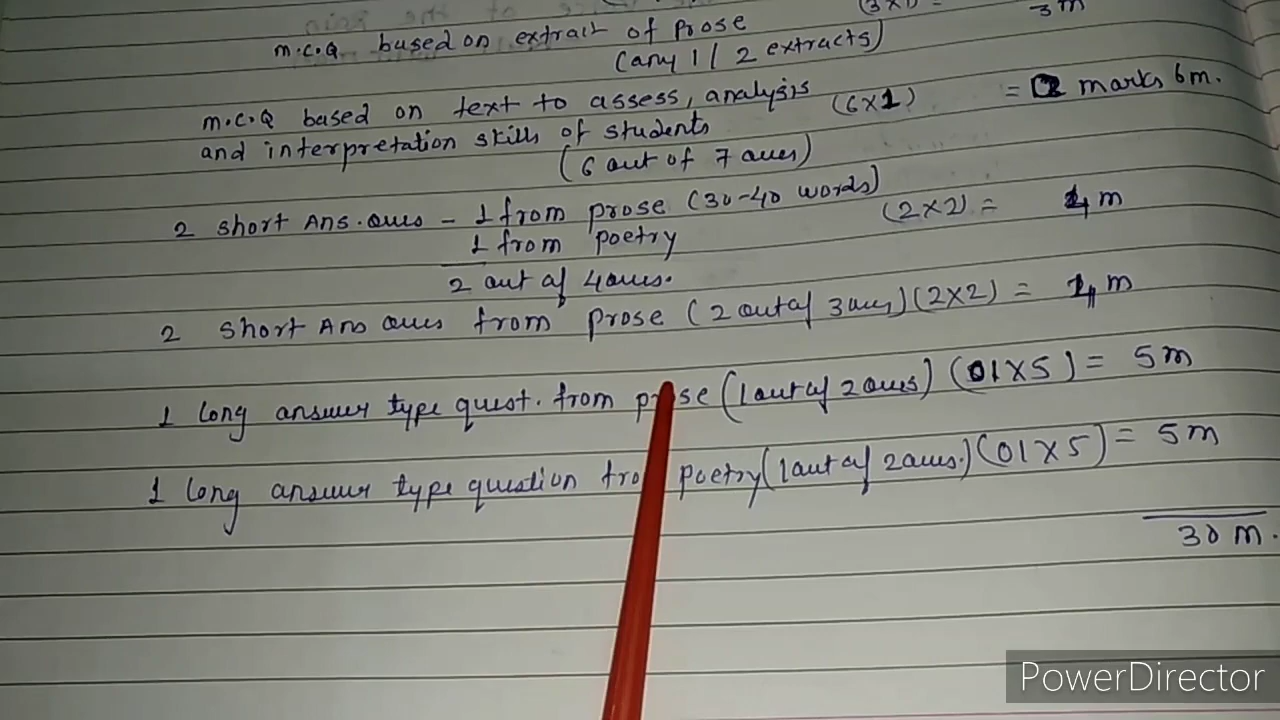 (3x1) = 3m
m.c.Q based on extract of prose
(any 1 / 2 extracts)
m.c.Q based on text to assess, analysis (6x1) = marks 6m.
and interpretation skills of students
(6 out of 7 ques)
2 short Ans. ques - 1 from prose (30-40 words) (2x2) = 4m
1 from poetry
2 out of 4 ques.
2 short Ans ques from prose (2 out of 3 ques) (2x2) = 4m
1 long answer type quest. from prose (1 out of 2 ques) (01x5) = 5m
1 long answer type question from poetry (1 out of 2 ques.) (01x5) = 5m
30 m.
PowerDirector